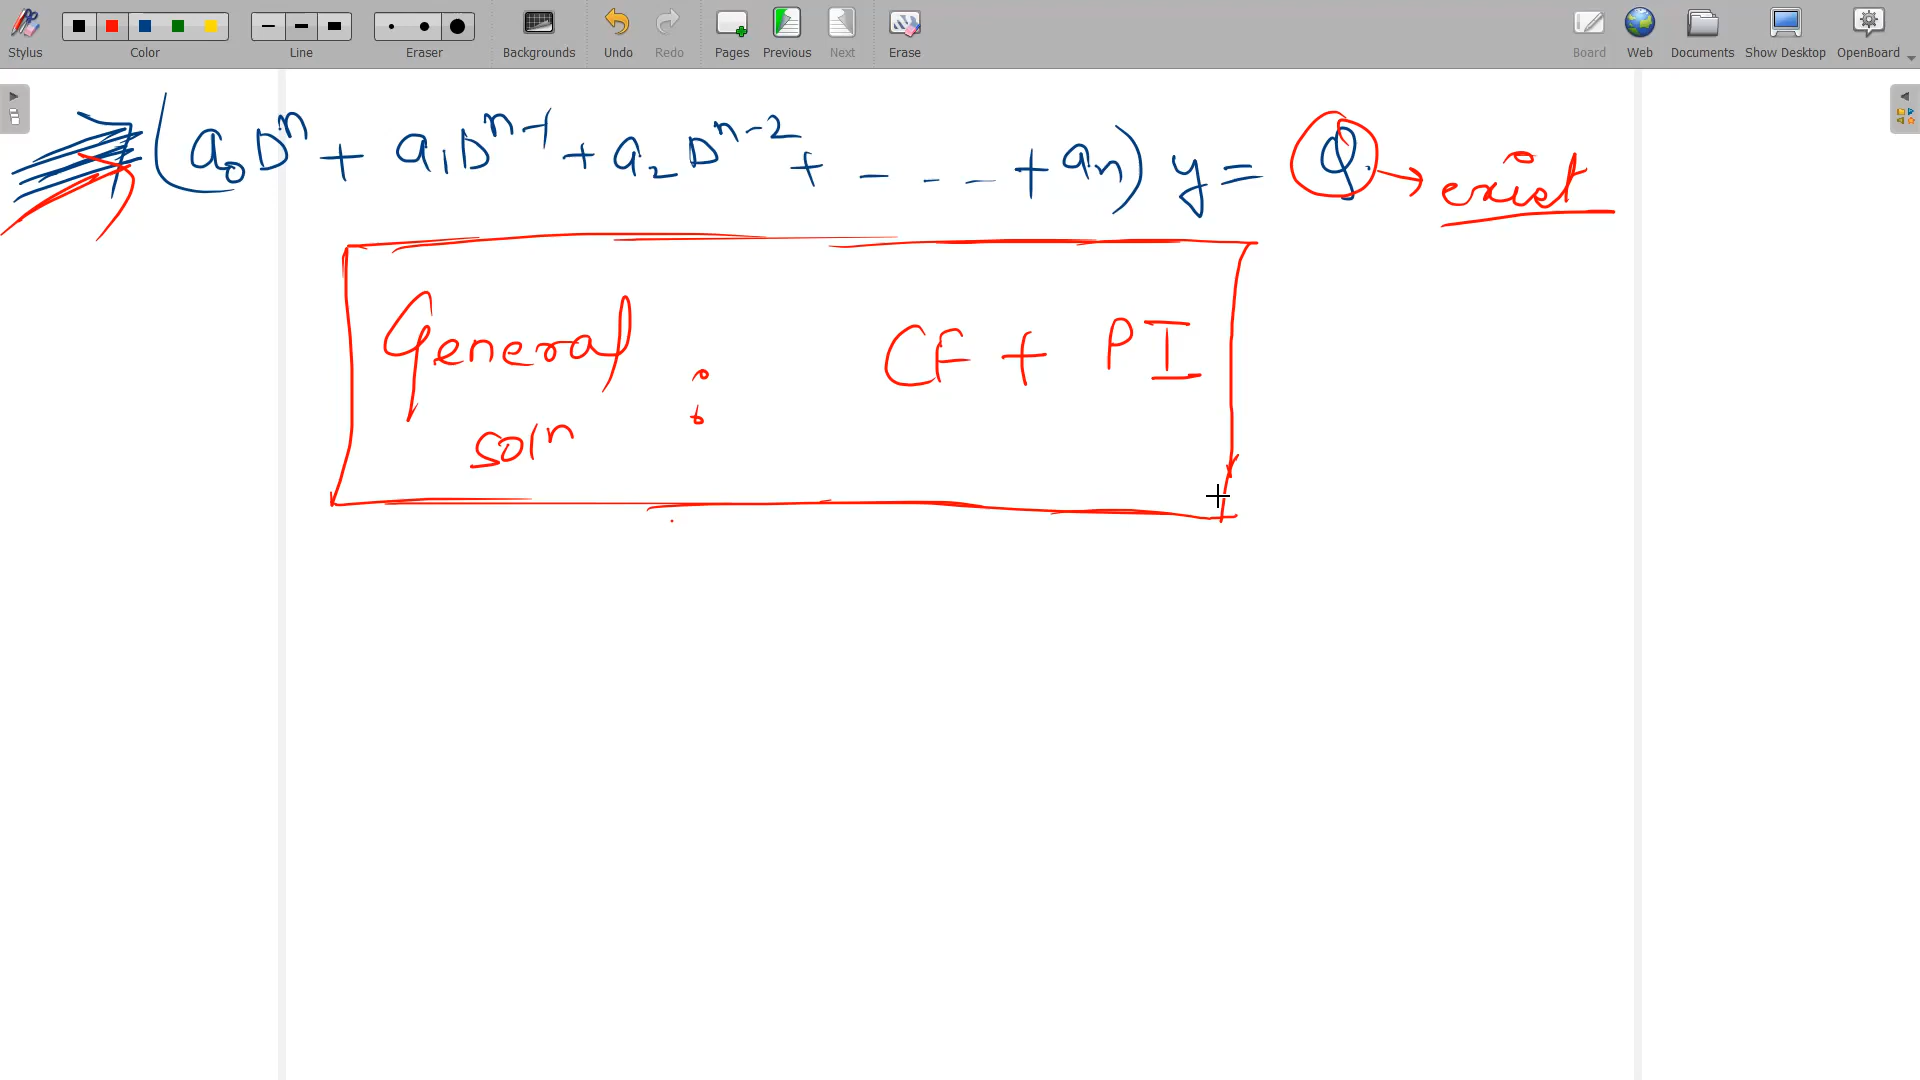 Stylus Color Line Eraser Backgrounds Undo Redo Pages Previous Next Erase Board Web Documents Show Desktop OpenBoard
(a₀Dⁿ + a₁Dⁿ⁻¹ + a₂Dⁿ⁻² + - - - - + aₙ) y = Q → exist
General : CF + PI
solⁿ